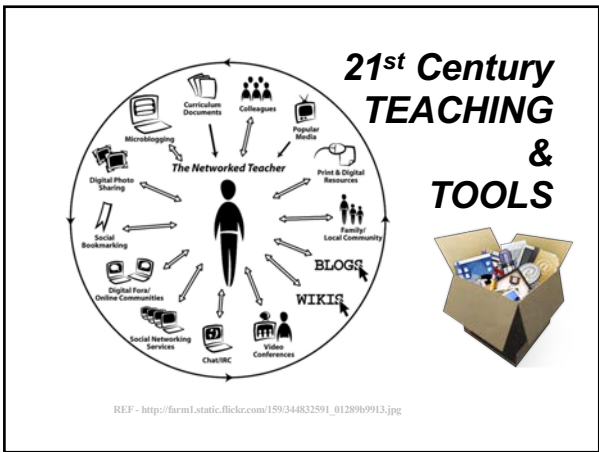 21st Century
TEACHING
&
TOOLS
Curriculum
Documents
Colleagues
Popular
Media
Microblogging
The Networked Teacher
Print & Digital
Resources
Digital Photo
Sharing
Family/
Local Community
Social
Bookmarking
BLOGS
Digital Fora/
Online Communities
WIKIS
Social Networking
Services
Chat/IRC
Video
Conferences
REF - http://farm1.static.flickr.com/159/344832591_01289b9913.jpg